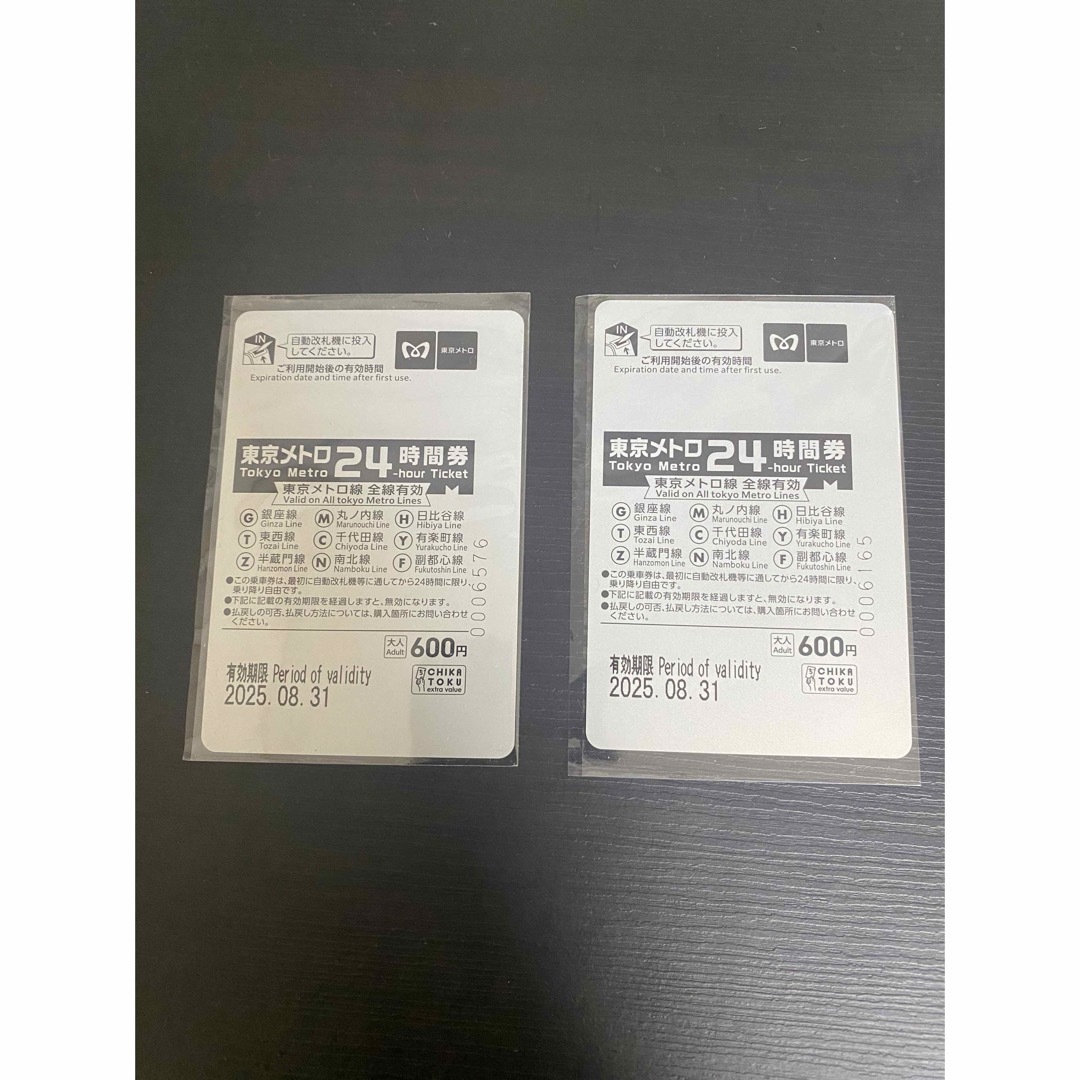 IN
自動改札機に投入
してください。
東京メトロ
ご利用開始後の有効時間
Expiration date and time after first use.
東京メトロ 24 時間券
Tokyo Metro -hour Ticket
東京メトロ線 全線有効
Valid on All tokyo Metro Lines
G 銀座線 M 丸ノ内線 H 日比谷線
Ginza Line Marunouchi Line Hibiya Line
T 東西線 C 千代田線 Y 有楽町線
Tozai Line Chiyoda Line Yurakucho Line
Z 半蔵門線 N 南北線 F 副都心線
Hanzomon Line Namboku Line Fukutoshin Line
●この乗車券は、最初に自動改札機等に通してから24時間に限り、
乗り降り自由です。
●下記に記載の有効期限を経過しますと、無効になります。
●払戻しの可否、払戻し方法については、購入箇所にお問い合わせ
ください。
0006576
大人
Adult
600円
有効期限 Period of validity
2025.08.31
CHIKA
TOKU
extra value
IN
自動改札機に投入
してください。
東京メトロ
ご利用開始後の有効時間
Expiration date and time after first use.
東京メトロ 24 時間券
Tokyo Metro -hour Ticket
東京メトロ線 全線有効
Valid on All tokyo Metro Lines
G 銀座線 M 丸ノ内線 H 日比谷線
Ginza Line Marunouchi Line Hibiya Line
T 東西線 C 千代田線 Y 有楽町線
Tozai Line Chiyoda Line Yurakucho Line
Z 半蔵門線 N 南北線 F 副都心線
Hanzomon Line Namboku Line Fukutoshin Line
●この乗車券は、最初に自動改札機等に通してから24時間に限り、
乗り降り自由です。
●下記に記載の有効期限を経過しますと、無効になります。
●払戻しの可否、払戻し方法については、購入箇所にお問い合わせ
ください。
00061165
大人
Adult
600円
有効期限 Period of validity
2025.08.31
CHIKA
TOKU
extra value